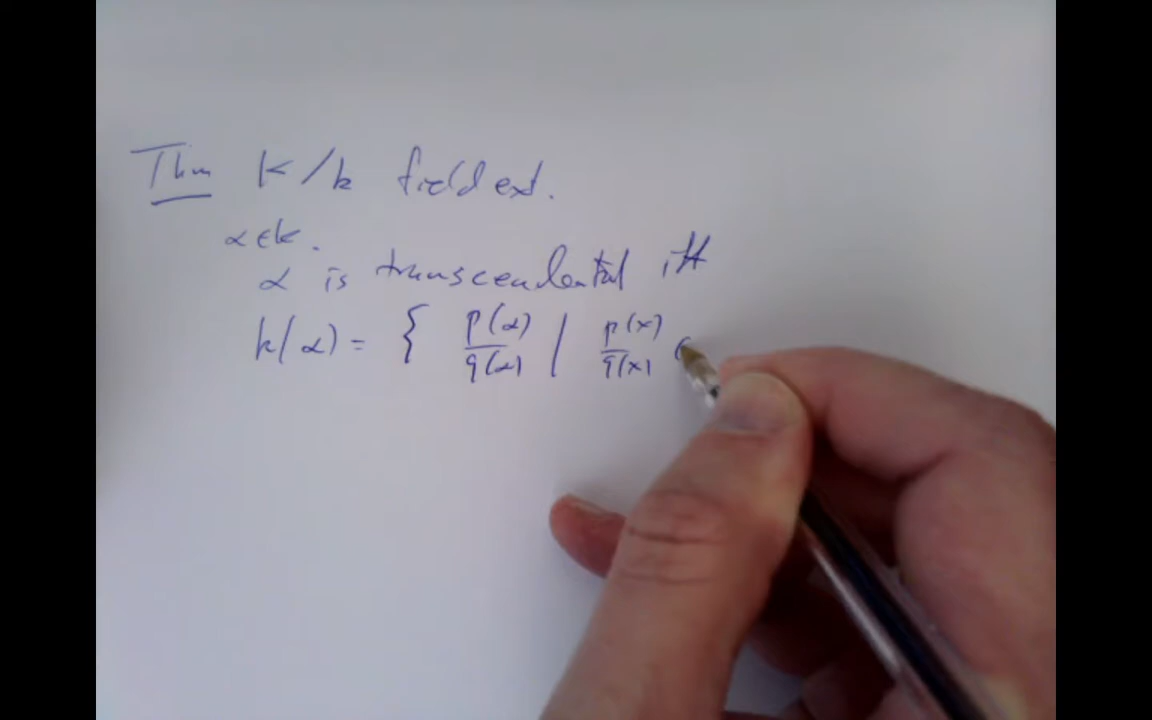 Thm K/k field ext.
α ∈ K.
α is transcendental iff
k(α) = { p(α)/q(α) | p(x)/q(x) ∈